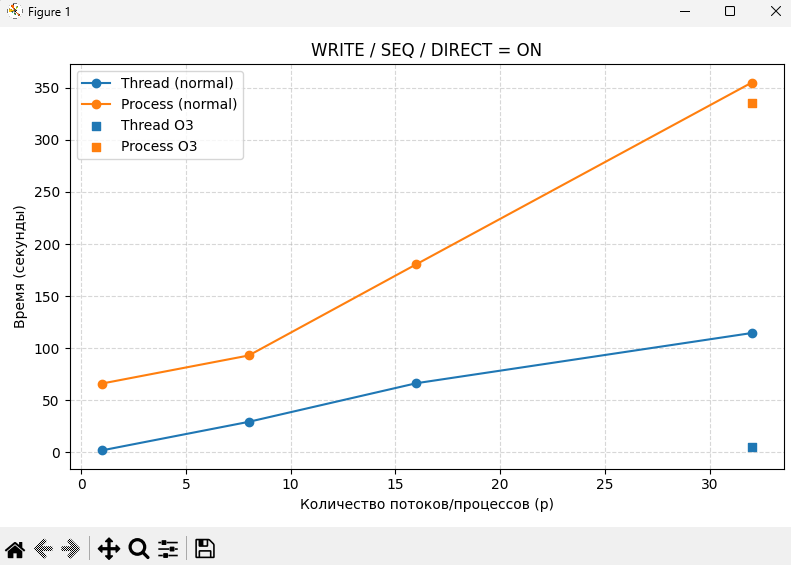 Figure 1
WRITE / SEQ / DIRECT = ON
Thread (normal)
Process (normal)
Thread O3
Process O3
Время (секунды)
350
300
250
200
150
100
50
0
0 5 10 15 20 25 30
Количество потоков/процессов (p)